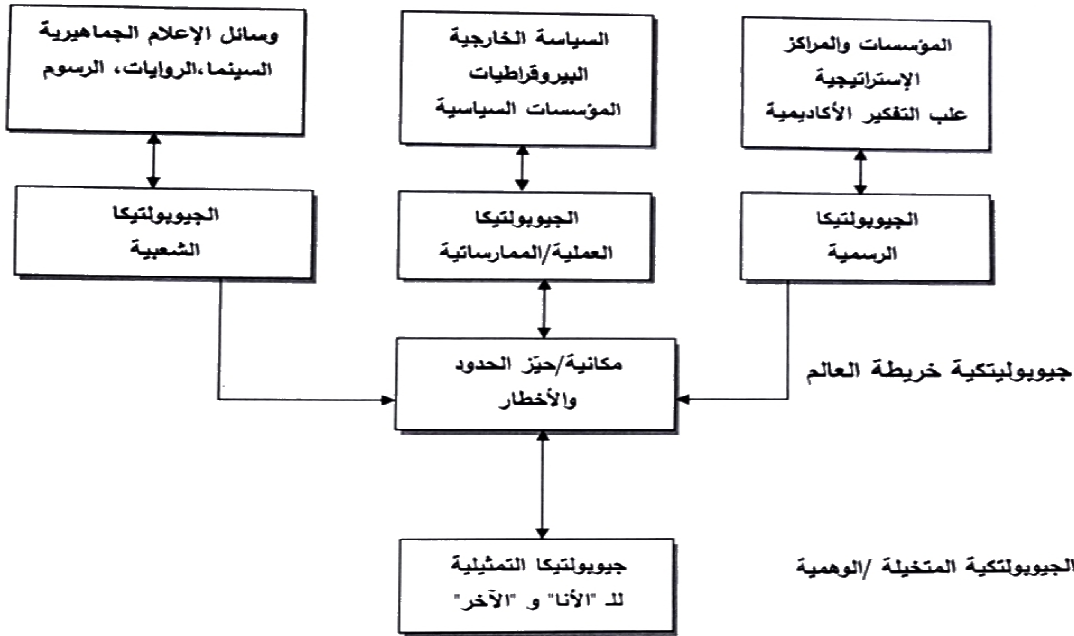 المؤسسات والمراكز
الإستراتيجية
علب التفكير الأكاديمية
السياسة الخارجية
البيروقراطيات
المؤسسات السياسية
وسائل الإعلام الجماهيرية
السينما،الروايات، الرسوم
الجيوبولتيكا
الرسمية
الجيوبولتيكا
العملية/الممارساتية
الجيوبولتيكا
الشعبية
جيوبوليتكية خريطة العالم
مكانية/حيّز الحدود
والأخطار
الجيوبولتكية المتخيلة /الوهمية
جيوبولتيكا التمثيلية
للـ "الأنا" و "الآخر"